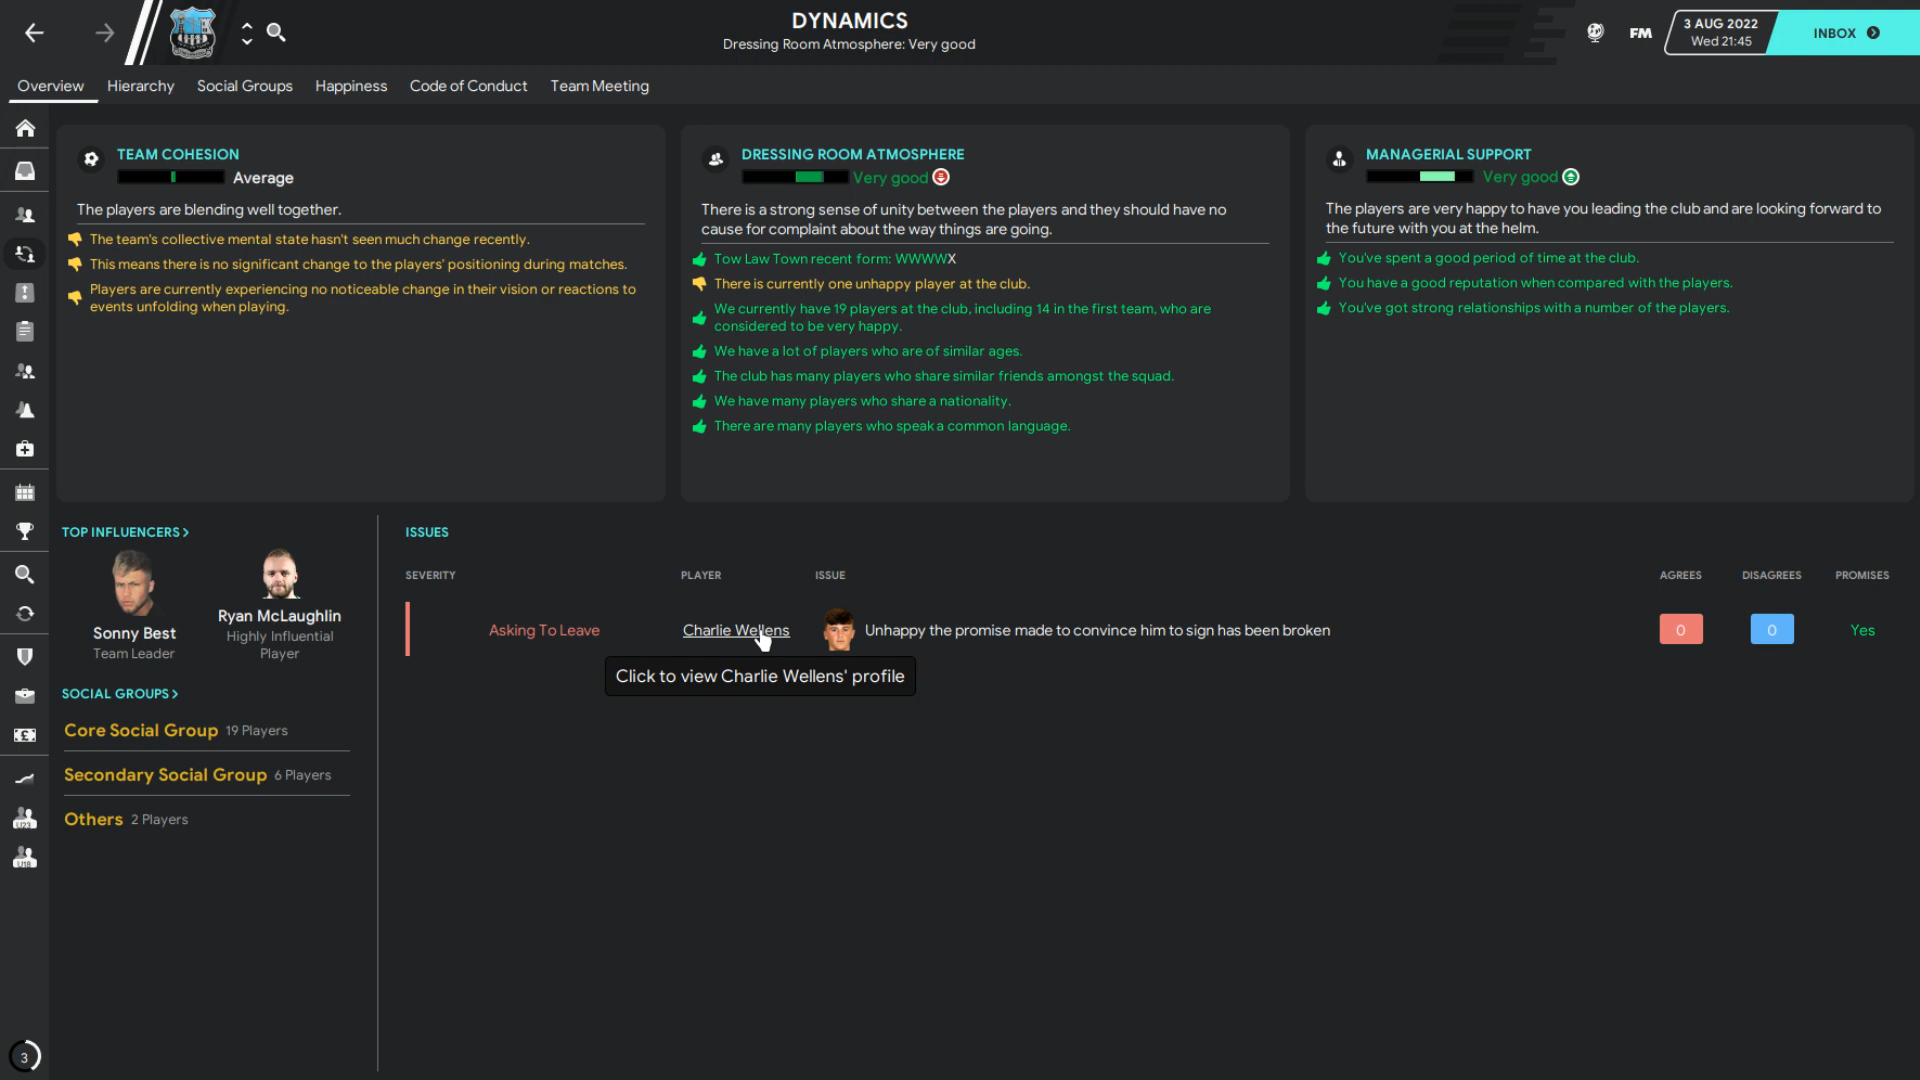 DYNAMICS
Dressing Room Atmosphere: Very good
FM
3 AUG 2022
Wed 21:45
INBOX
Overview
Hierarchy
Social Groups
Happiness
Code of Conduct
Team Meeting
TEAM COHESION
Average
The players are blending well together.
The team's collective mental state hasn't seen much change recently.
This means there is no significant change to the players' positioning during matches.
Players are currently experiencing no noticeable change in their vision or reactions to
events unfolding when playing.
DRESSING ROOM ATMOSPHERE
Very good
There is a strong sense of unity between the players and they should have no
cause for complaint about the way things are going.
Tow Law Town recent form: WWWWX
There is currently one unhappy player at the club.
We currently have 19 players at the club, including 14 in the first team, who are
considered to be very happy.
We have a lot of players who are of similar ages.
The club has many players who share similar friends amongst the squad.
We have many players who share a nationality.
There are many players who speak a common language.
MANAGERIAL SUPPORT
Very good
The players are very happy to have you leading the club and are looking forward to
the future with you at the helm.
You've spent a good period of time at the club.
You have a good reputation when compared with the players.
You've got strong relationships with a number of the players.
TOP INFLUENCERS >
Sonny Best
Team Leader
Ryan McLaughlin
Highly Influential
Player
SOCIAL GROUPS >
Core Social Group 19 Players
Secondary Social Group 6 Players
Others 2 Players
ISSUES
SEVERITY
PLAYER
ISSUE
AGREES
DISAGREES
PROMISES
Asking To Leave
Charlie Wellens
Unhappy the promise made to convince him to sign has been broken
0
0
Yes
Click to view Charlie Wellens' profile
U23
U18
3